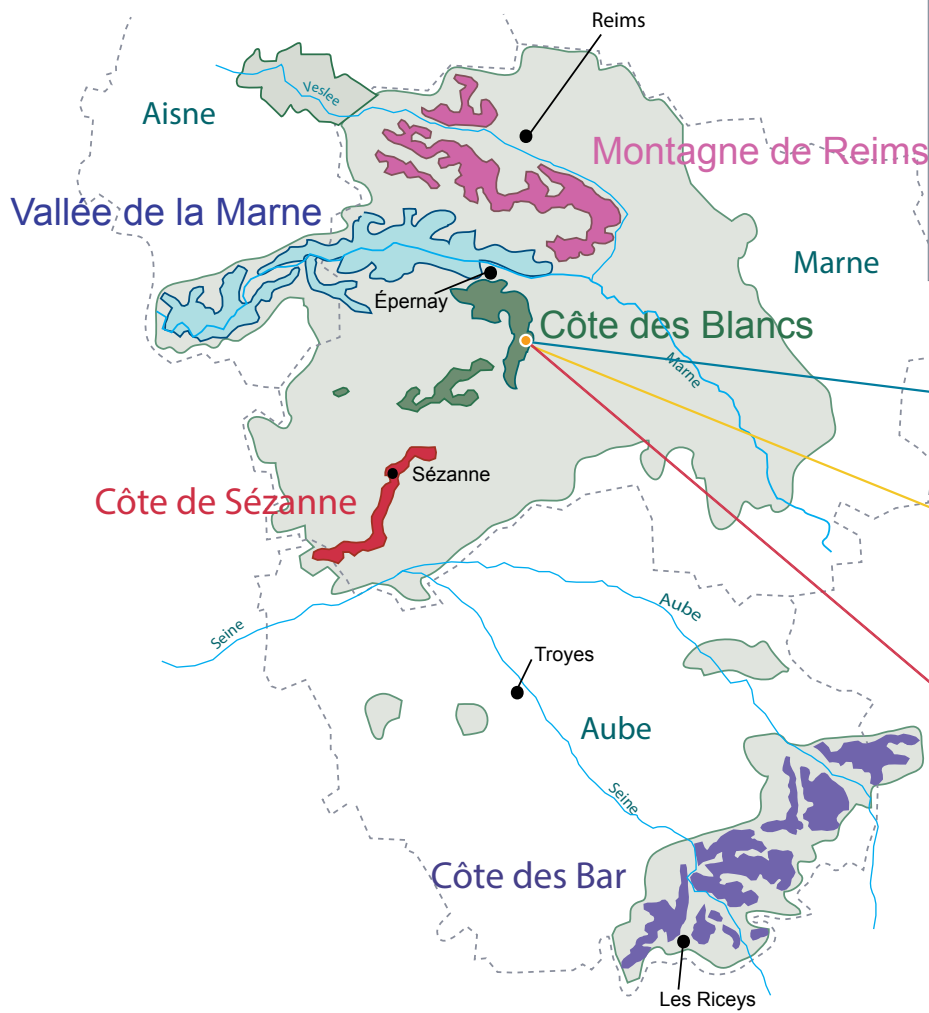 Reims
Veslee
Aisne
Montagne de Reims
Vallée de la Marne
Marne
Épernay
Côte des Blancs
Marne
Sézanne
Côte de Sézanne
Aube
Seine
Troyes
Aube
Seine
Côte des Bar
Les Riceys